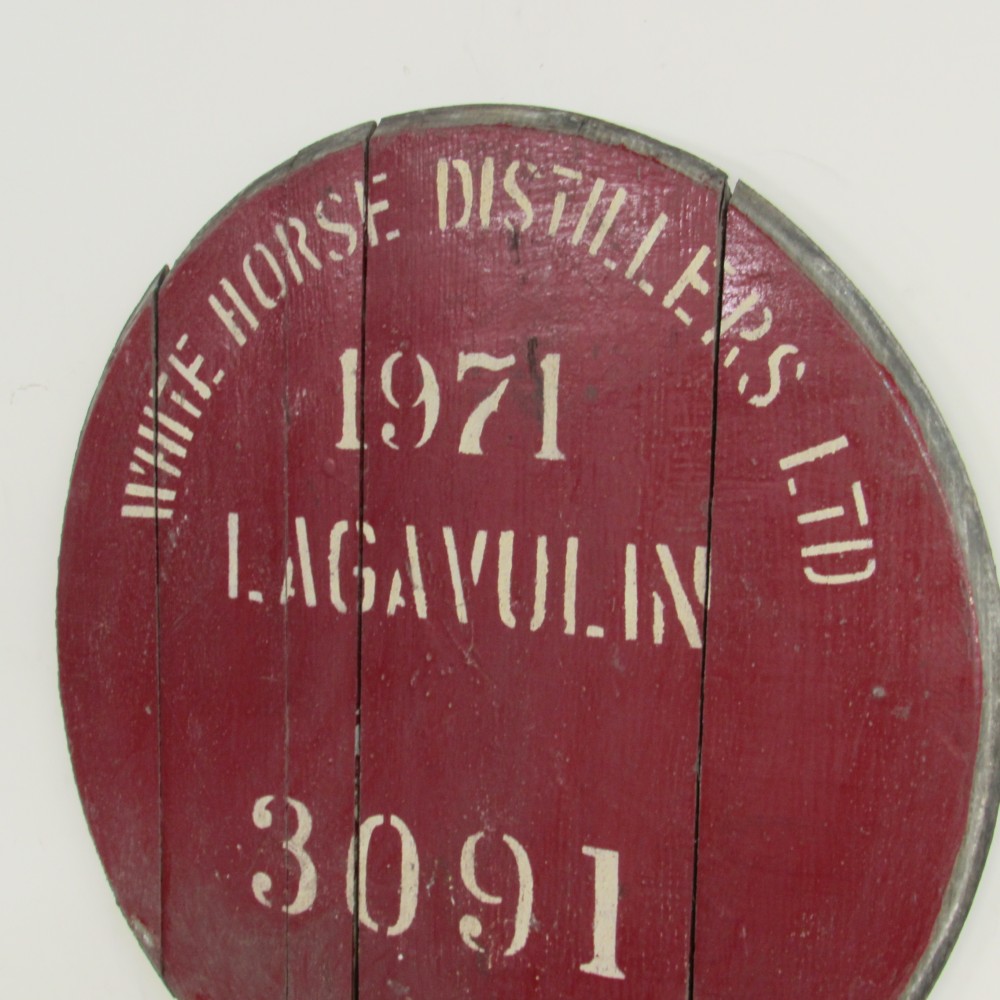 WHITE HORSE DISTILLERS LTD
1971
LAGAVULIN
3091